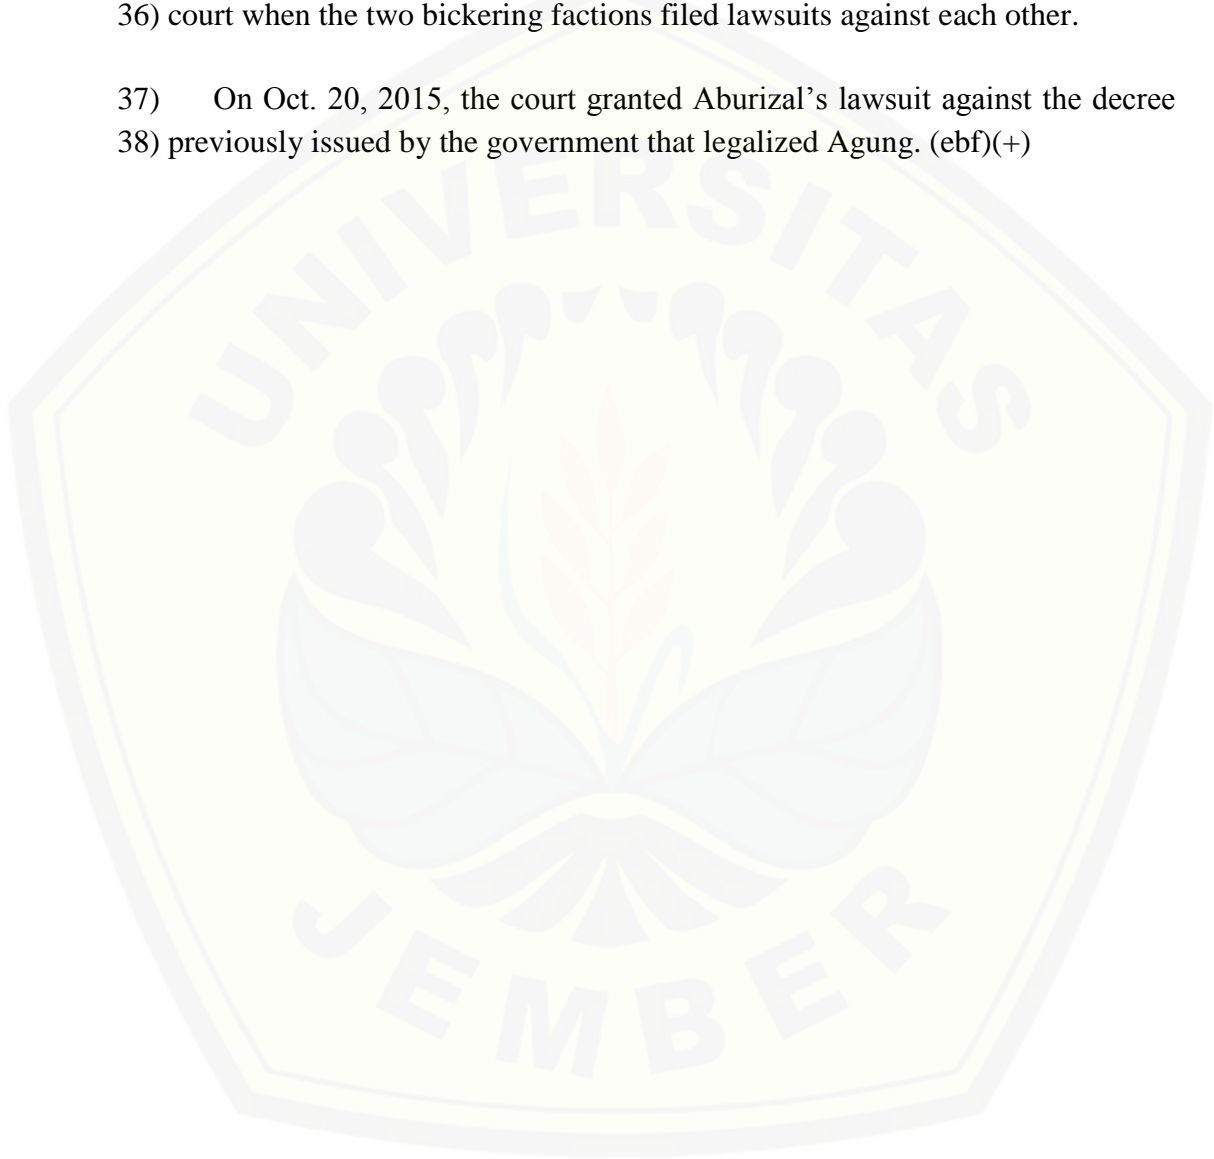 36) court when the two bickering factions filed lawsuits against each other.
37) On Oct. 20, 2015, the court granted Aburizal’s lawsuit against the decree
38) previously issued by the government that legalized Agung. (ebf)(+)
UNIVERSITAS
JEMBER